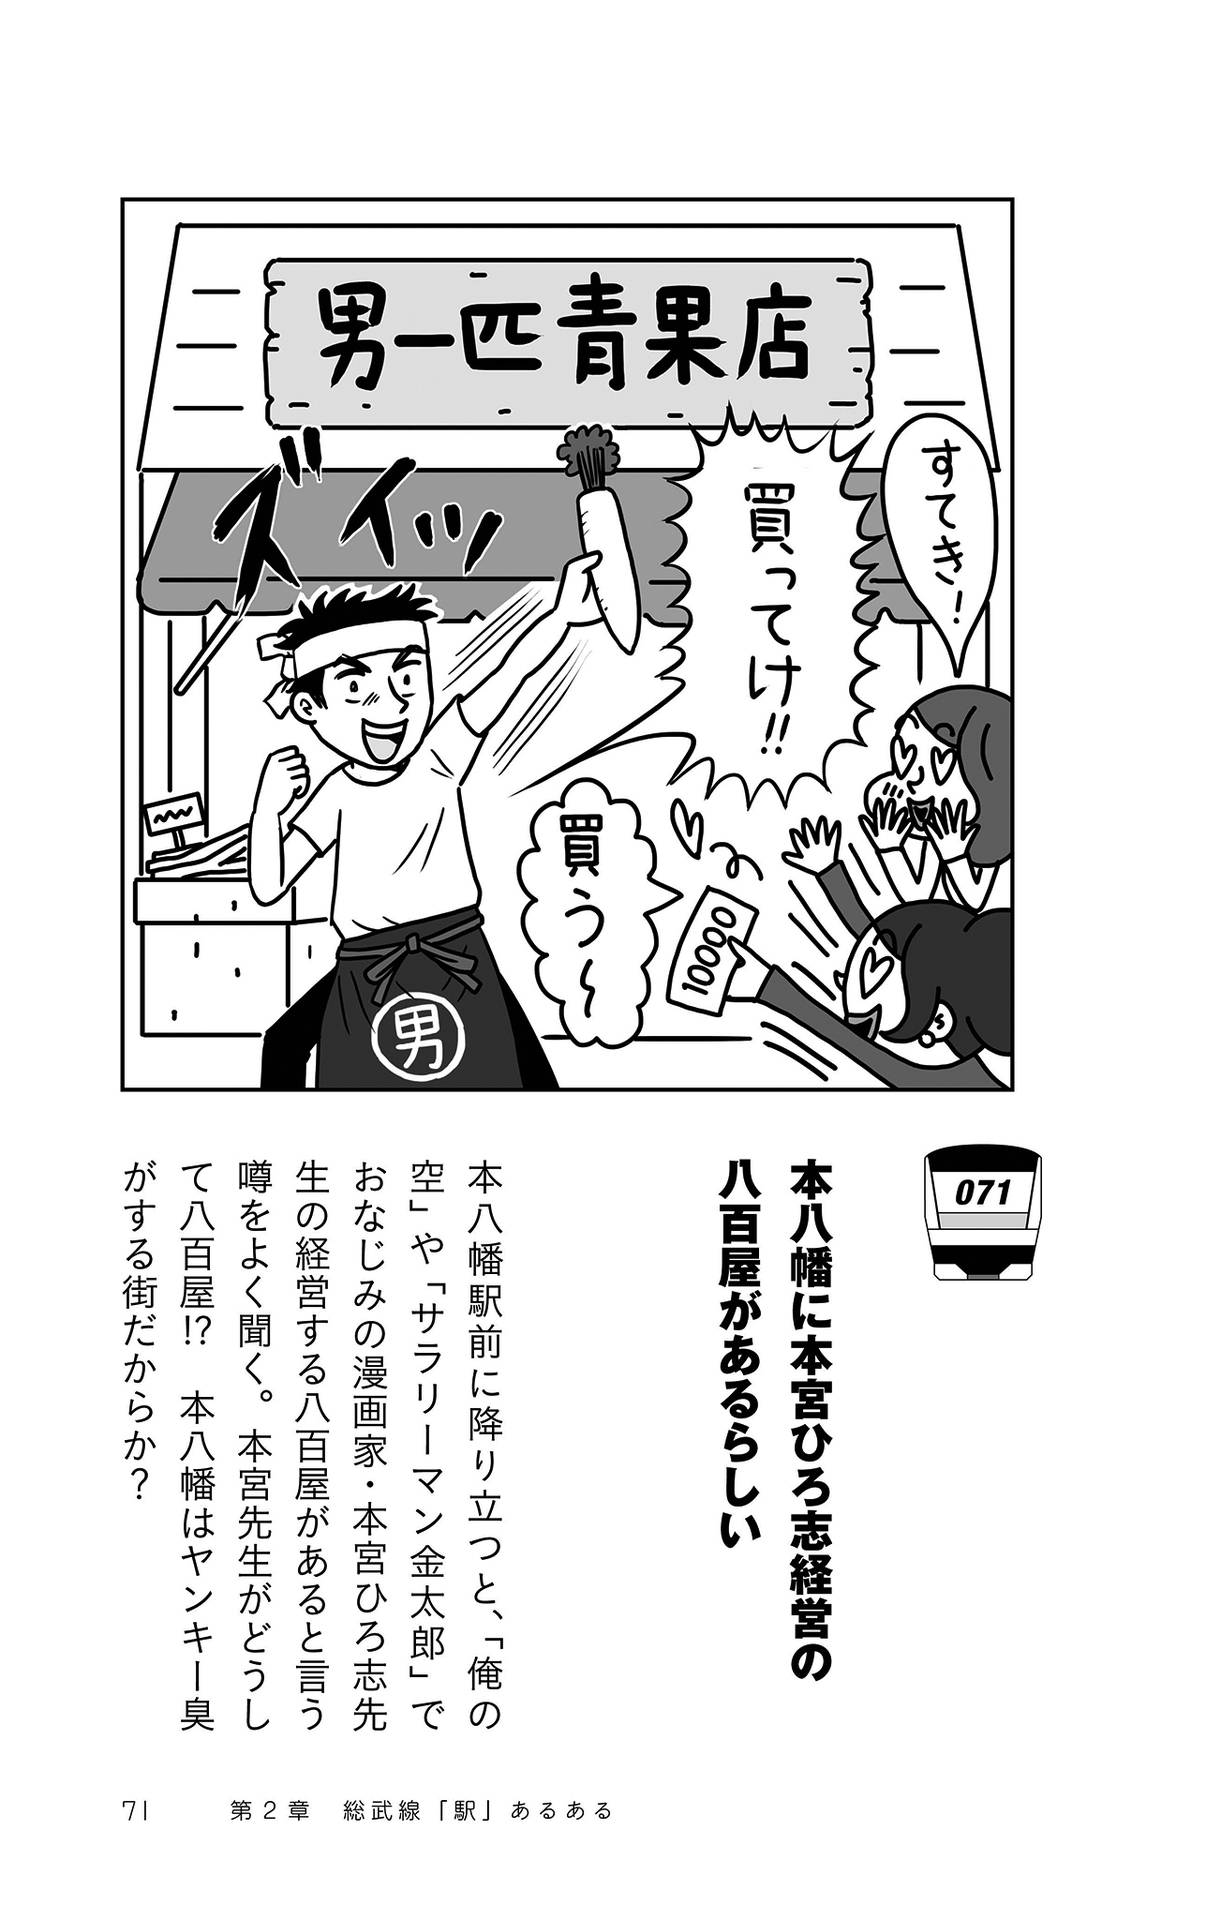 男一匹青果店
すてき！
買ってけ!!
ズイッ
買う〜
10000
男
071
本八幡に本宮ひろ志経営の
八百屋があるらしい
本八幡駅前に降り立つと、「俺の
空」や「サラリーマン金太郎」で
おなじみの漫画家・本宮ひろ志先
生の経営する八百屋があると言う
噂をよく聞く。本宮先生がどうし
て八百屋!?　本八幡はヤンキー臭
がする街だからか？
71　第２章　総武線「駅」あるある